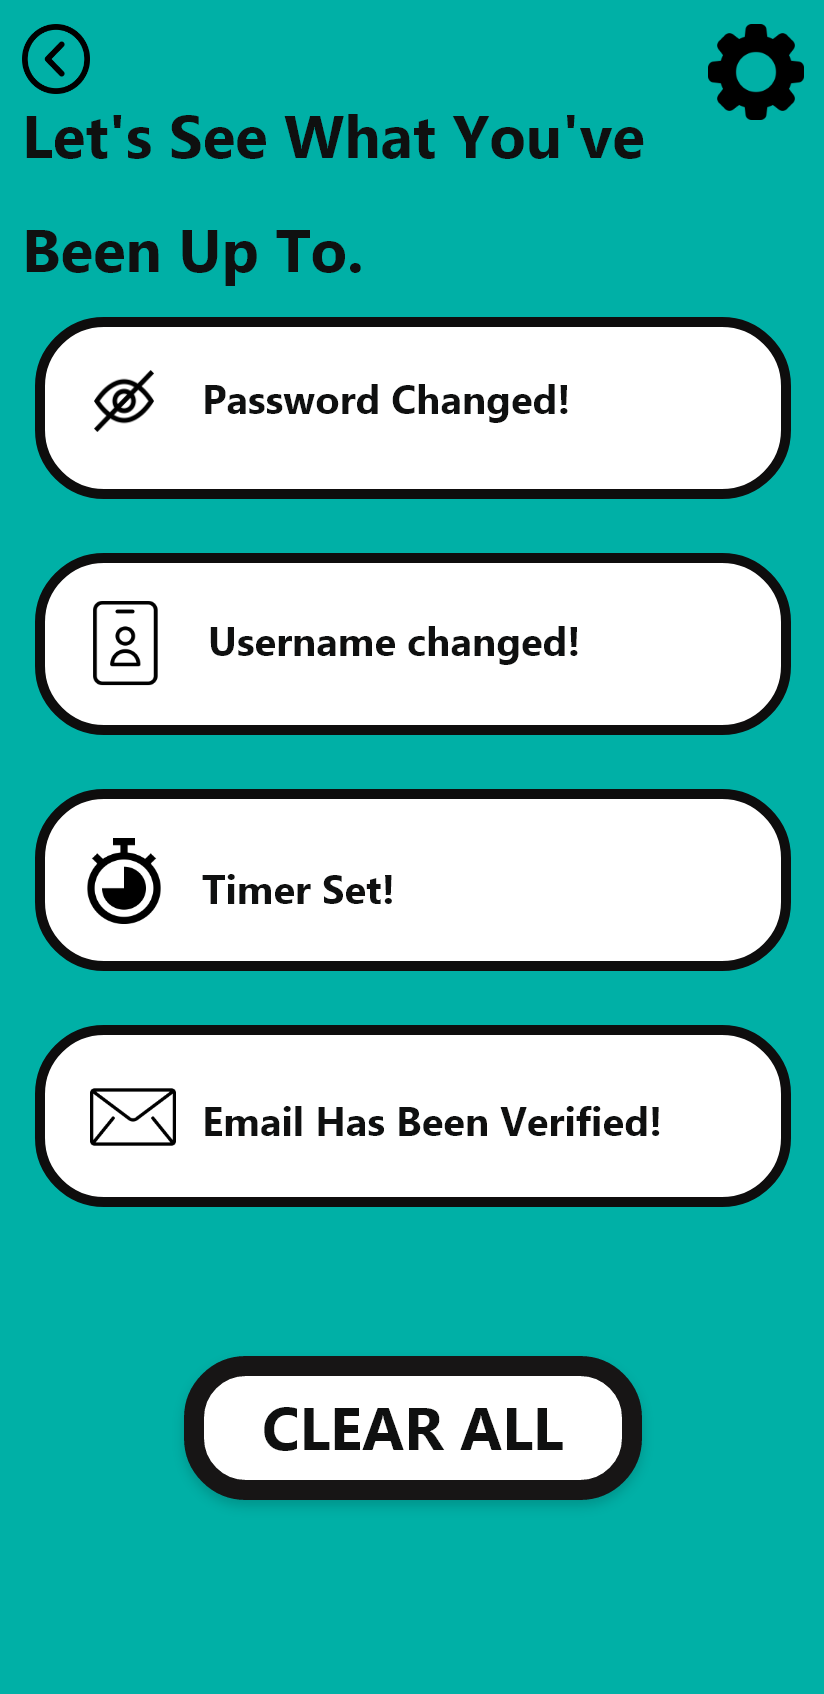 Let's See What You've
Been Up To.
Password Changed!
Username changed!
Timer Set!
Email Has Been Verified!
CLEAR ALL